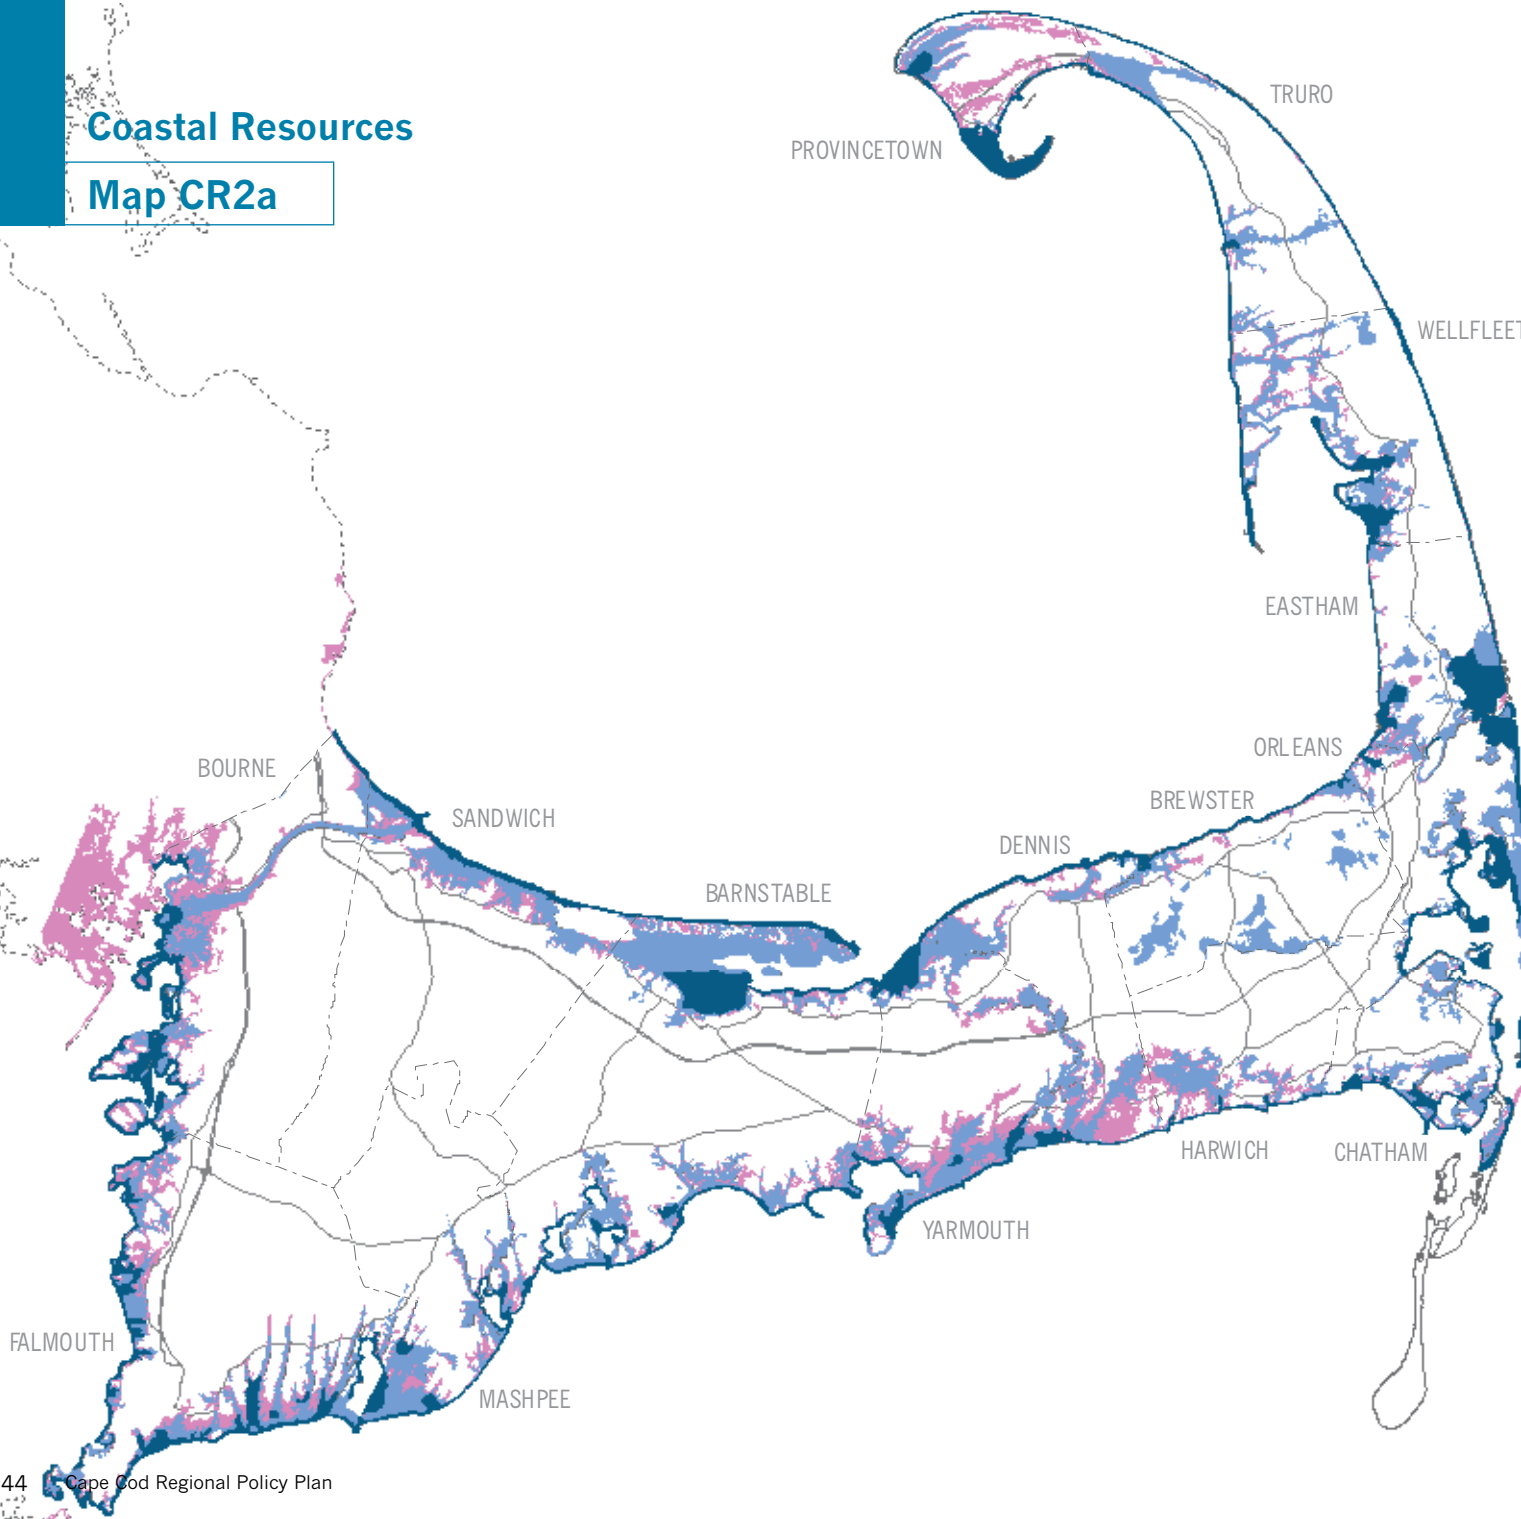 Coastal Resources
Map CR2a
TRURO
PROVINCETOWN
WELLFLEET
EASTHAM
ORLEANS
BOURNE
BREWSTER
SANDWICH
DENNIS
BARNSTABLE
HARWICH
CHATHAM
YARMOUTH
FALMOUTH
MASHPEE
44 Cape Cod Regional Policy Plan